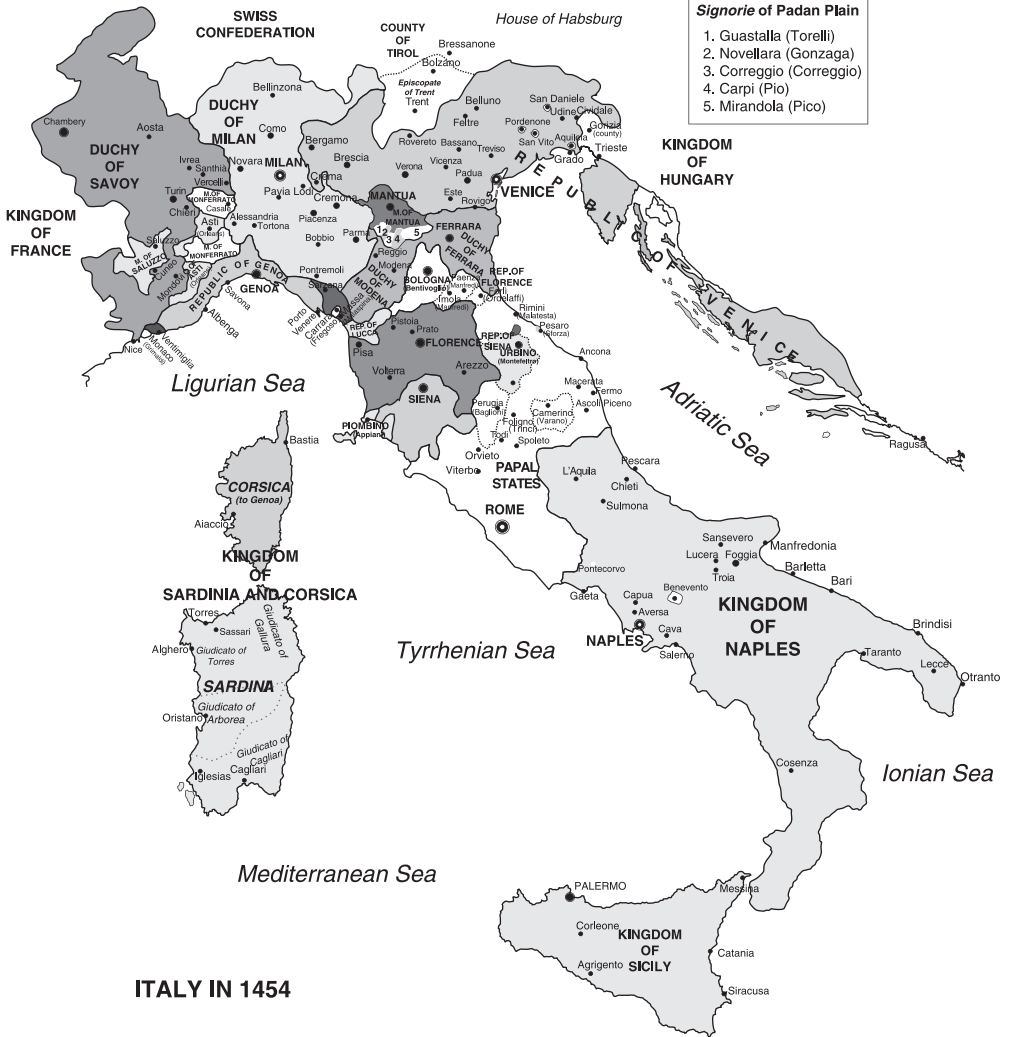 SWISS
CONFEDERATION
House of Habsburg
Signorie of Padan Plain
1. Guastalla (Torelli)
2. Novellara (Gonzaga)
3. Correggio (Correggio)
4. Carpi (Pio)
5. Mirandola (Pico)
COUNTY
OF
TIROL
Bressanone
Bolzano
Episcopate
of Trent
Trent
Bellinzona
DUCHY
OF
MILAN
Como
Chambery
Aosta
DUCHY
OF
SAVOY
Belluno
Feltre
San Daniele
Udine
Cividale
Pordenone
Gorizia
(county)
San Vito
Aquileia
Grado
Trieste
KINGDOM
OF
HUNGARY
Rovereto
Bassano
Treviso
Bergamo
Brescia
Verona
Vicenza
Padua
Este
Rovigo
VENICE
REPUBLIC OF VENICE
Ivrea
Santhià
Vercelli
Novara
MILAN
Crema
Pavia
Lodi
Cremona
Turin
Chieri
M.OF
MONFERRATO
Casale
Asti
(Orleans)
Alessandria
Tortona
Piacenza
Bobbio
Parma
MANTUA
M.OF
MANTUA
1
2
3
4
5
FERRARA
DUCHY
OF
FERRARA
KINGDOM
OF
FRANCE
Saluzzo
M. OF
SALUZZO
Cuneo
Mondovì
M. OF
MONFERRATO
REPUBLIC OF GENOA
GENOA
Savona
Albenga
Pontremoli
Reggio
Modena
DUCHY
OF
MODENA
BOLOGNA
(Bentivoglio)
Faenza
(Manfredi)
Imola
(Manfredi)
REP.OF
FLORENCE
Forlì
(Ordelaffi)
Rimini
(Malatesta)
Pesaro
(Sforza)
Sarzana
Porto
Venere
Carrara
(Fregoso)
Massa
(Malaspina)
REP.OF
LUCCA
Pistoia
Prato
FLORENCE
Pisa
Volterra
Arezzo
REP.OF
SIENA
URBINO
(Montefeltro)
Ancona
Nice
Monaco
(Grimaldi)
Ventimiglia
Ligurian Sea
SIENA
PIOMBINO
(Appiano)
Macerata
Fermo
Ascoli Piceno
Camerino
(Varano)
Perugia
(Baglioni)
Foligno
(Trinci)
Todi
Spoleto
Orvieto
Viterbo
PAPAL
STATES
ROME
Adriatic Sea
Ragusa
Bastia
CORSICA
(to Genoa)
Aiaccio
KINGDOM
OF
SARDINIA AND CORSICA
Torres
Sassari
Giudicato of
Gallura
Alghero
Giudicato of
Torres
SARDINA
Giudicato of
Arborea
Oristano
Giudicato of
Cagliari
Iglesias
Cagliari
L'Aquila
Pescara
Chieti
Sulmona
Sansevero
Lucera
Foggia
Troia
Manfredonia
Barletta
Bari
Pontecorvo
Gaeta
Capua
Aversa
Benevento
NAPLES
Cava
Salerno
KINGDOM
OF
NAPLES
Brindisi
Taranto
Lecce
Otranto
Tyrrhenian Sea
Cosenza
Ionian Sea
Mediterranean Sea
PALERMO
Messina
Corleone
KINGDOM
OF
SICILY
Catania
Agrigento
Siracusa
ITALY IN 1454